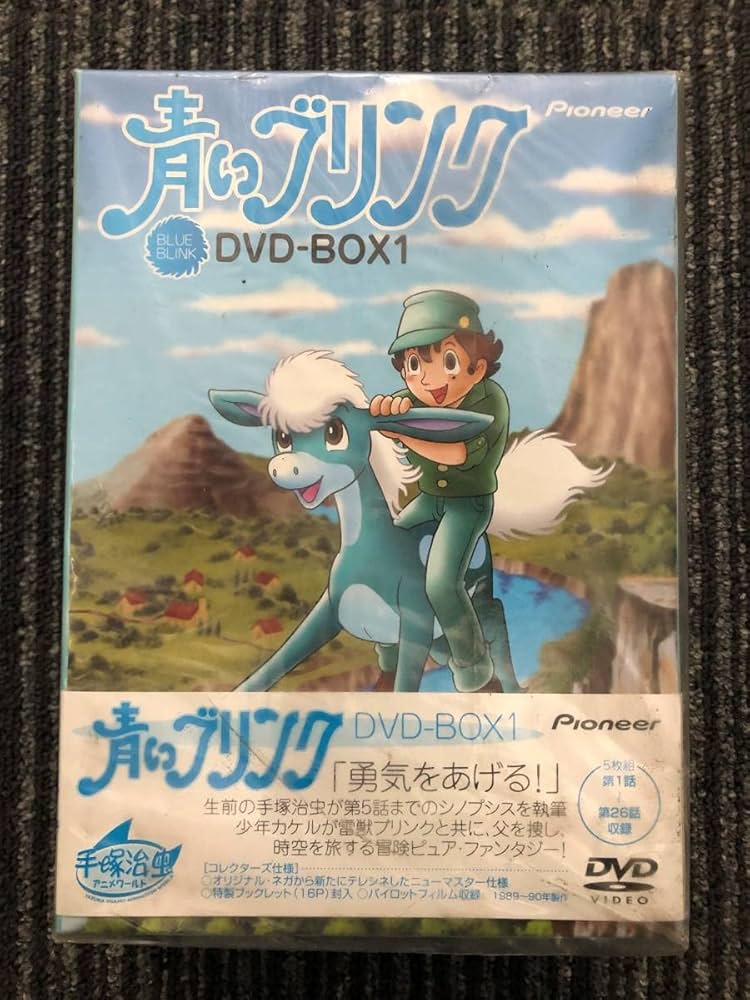 青いブリンク
Pioneer
BLUE
BLINK
DVD-BOX1
青いブリンク
DVD-BOX1
Pioneer
「勇気をあげる!」
生前の手塚治虫が第5話までのシノプシスを執筆
少年カケルが雷獣ブリンクと共に、父を捜し、
時空を旅する冒険ピュア・ファンタジー!
5枚組
第1話
第26話
収録
手塚治虫
アニメワールド
TEZUKA OSAMU ANIMATION WORLD
[コレクターズ仕様]
○オリジナル・ネガから新たにテレシネしたニューマスター仕様
○特製ブックレット(16P)封入 ○パイロットフィルム収録 1989~90年製作
DVD
VIDEO